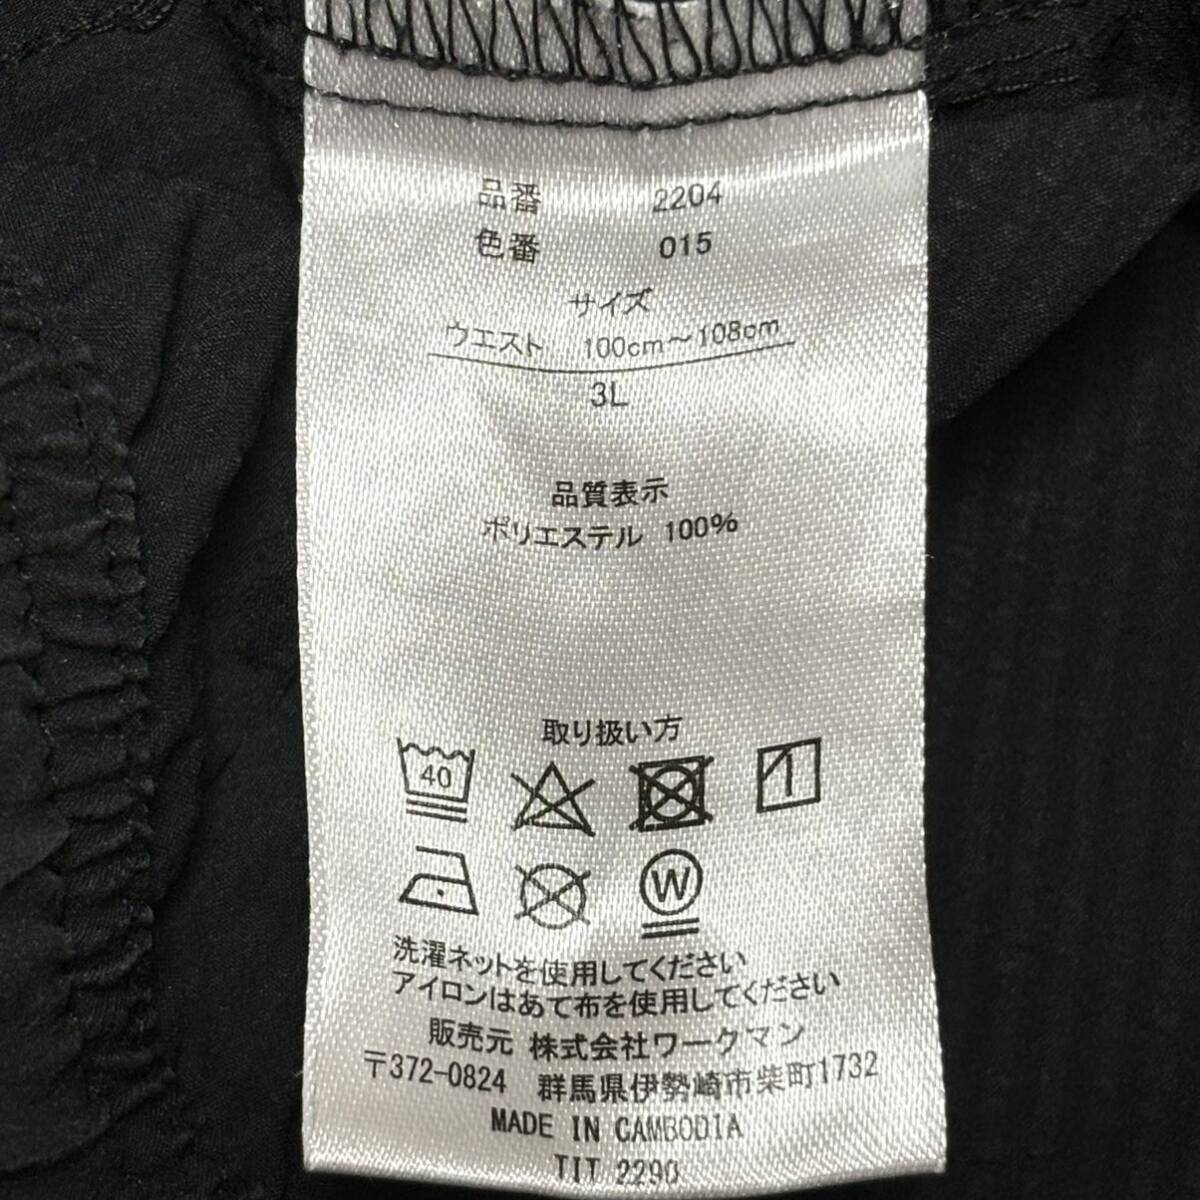 品番 2204
色番 015
サイズ
ウエスト 100cm～108cm
3L
品質表示
ポリエステル 100%
取り扱い方
40
W
洗濯ネットを使用してください
アイロンはあて布を使用してください
販売元 株式会社ワークマン
〒372-0824 群馬県伊勢崎市柴町1732
MADE IN CAMBODIA
TIT 2290